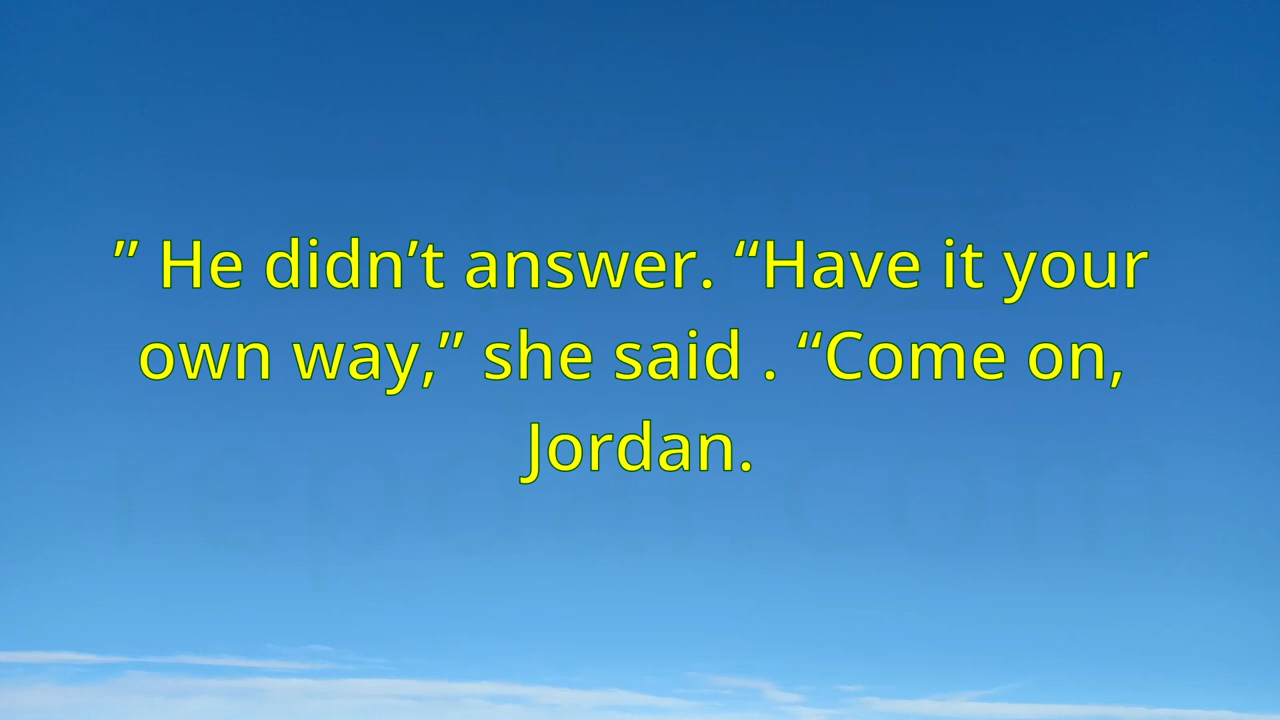 ” He didn’t answer. “Have it your
own way,” she said . “Come on,
Jordan.